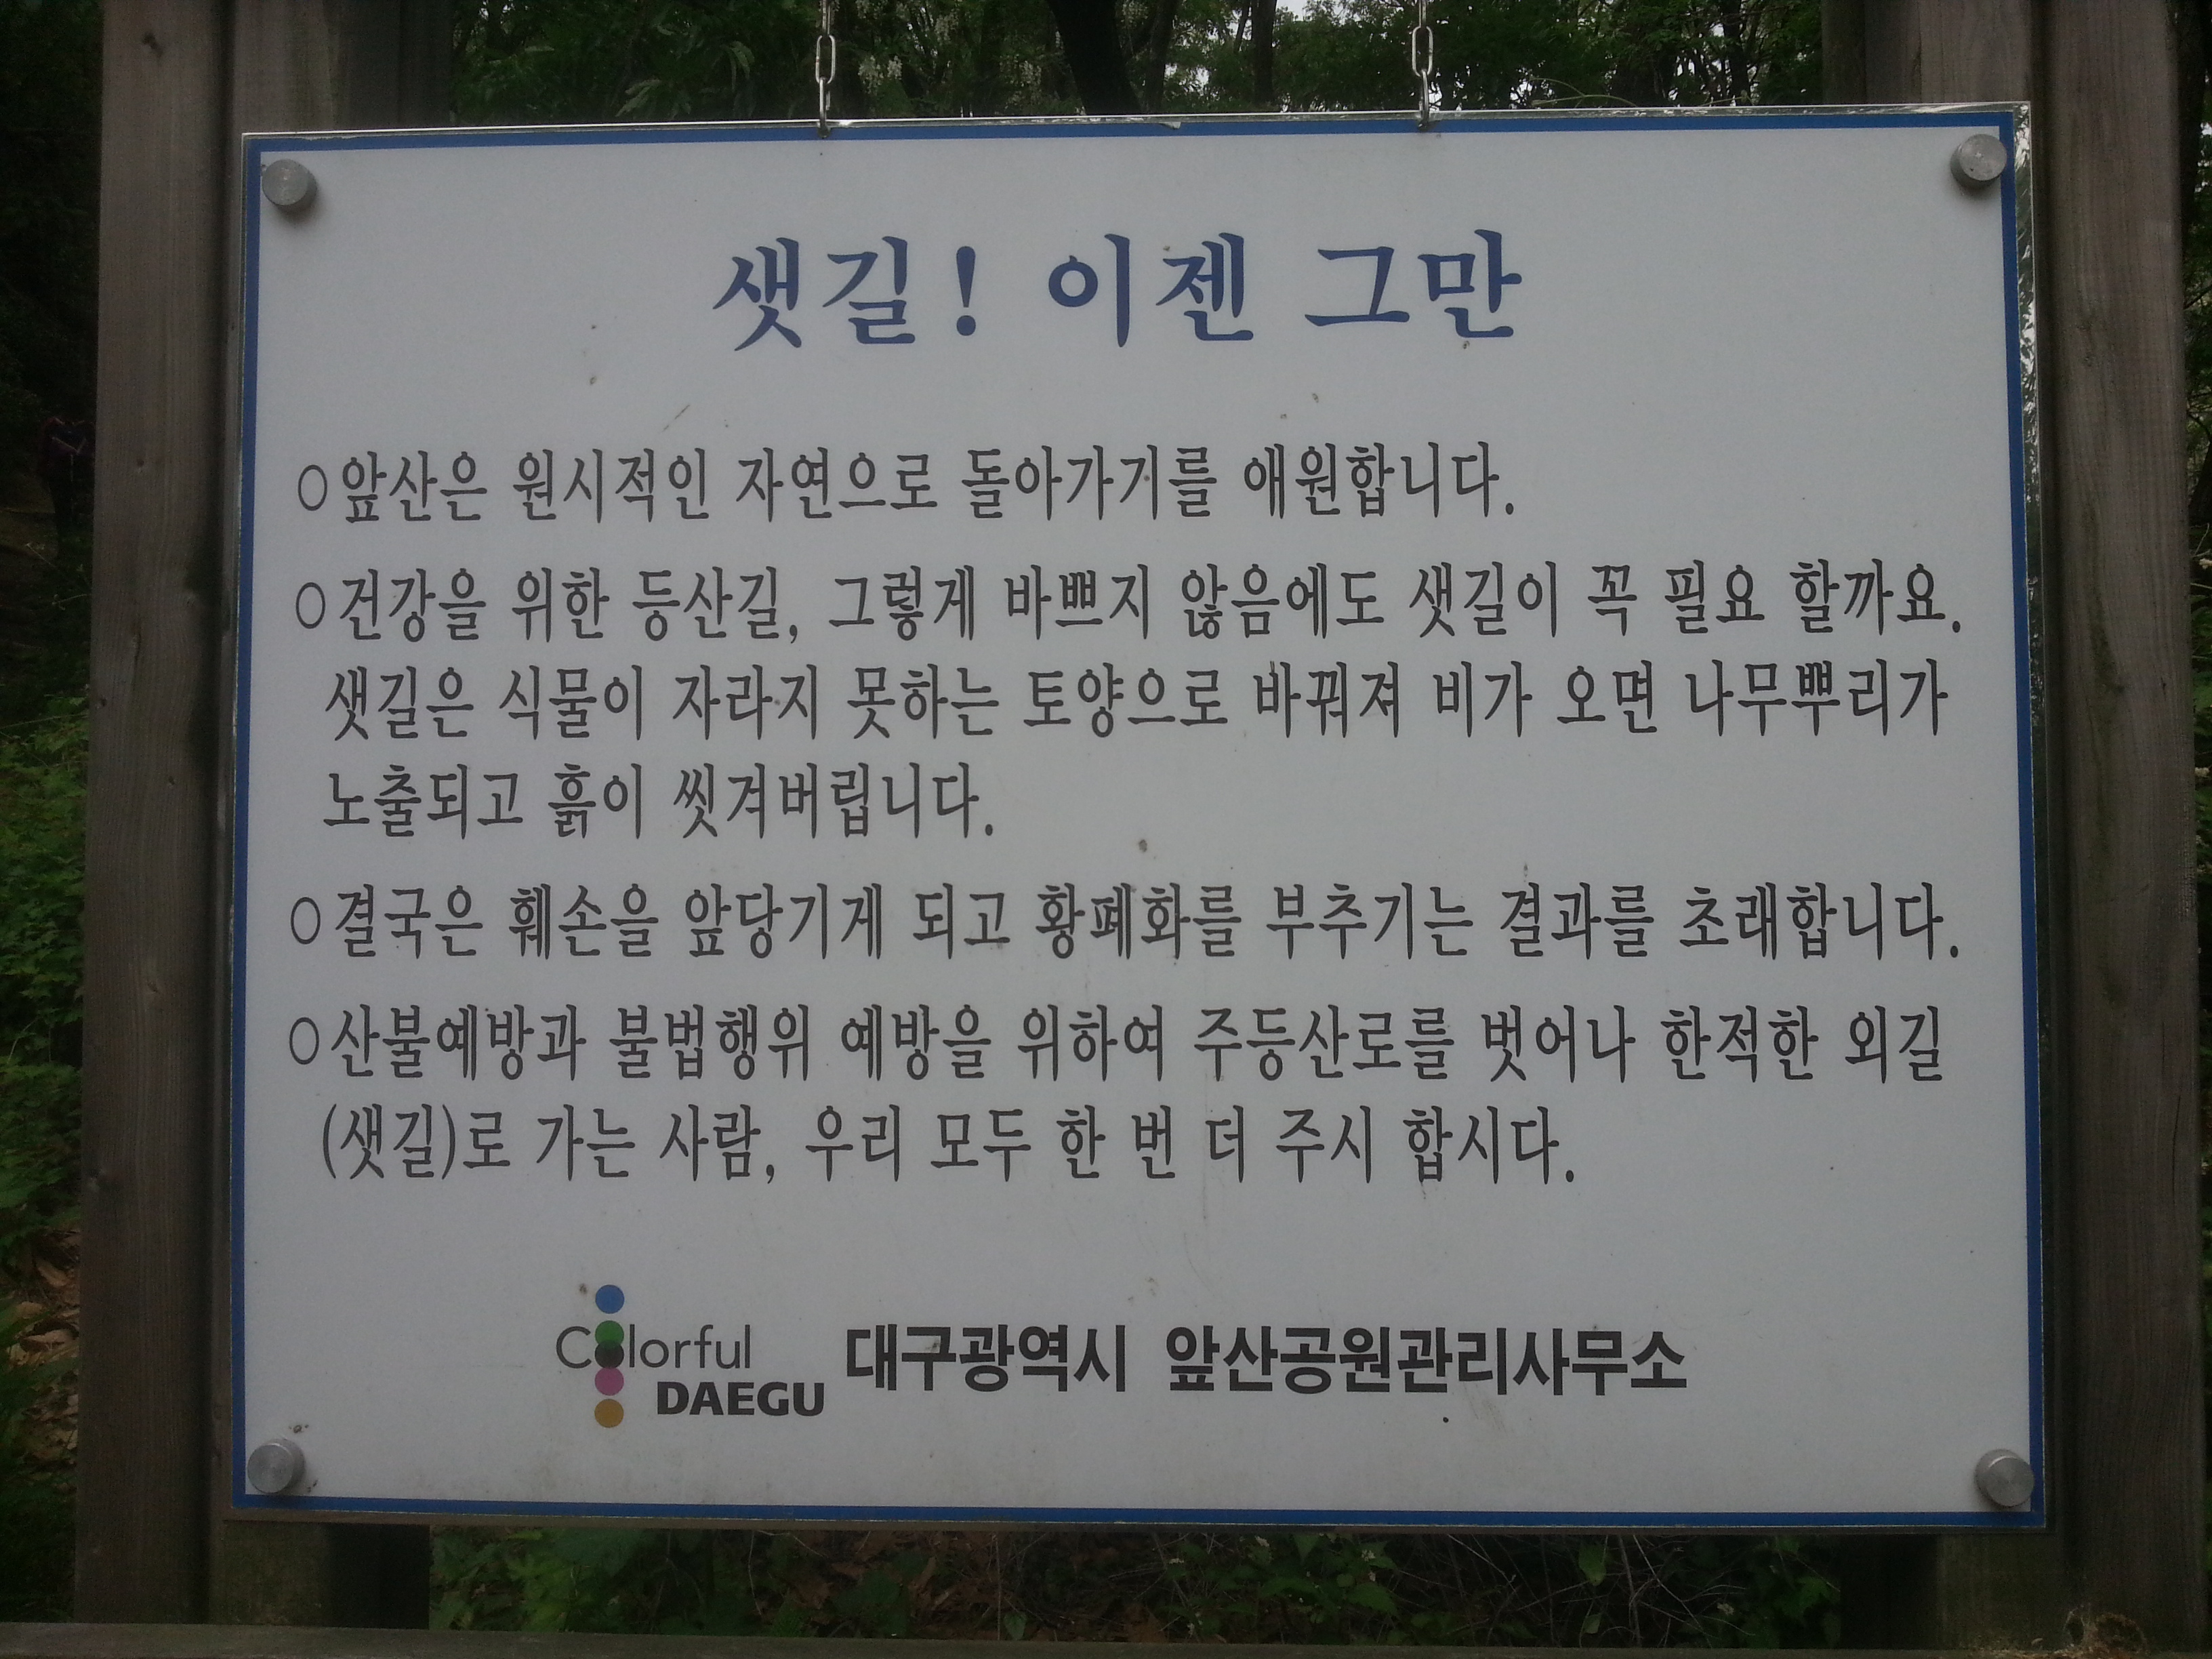 샛길! 이젠 그만
○앞산은 원시적인 자연으로 돌아가기를 애원합니다.
○건강을 위한 등산길, 그렇게 바쁘지 않음에도 샛길이 꼭 필요 할까요.
샛길은 식물이 자라지 못하는 토양으로 바꿔져 비가 오면 나무뿌리가
노출되고 흙이 씻겨버립니다.
○결국은 훼손을 앞당기게 되고 황폐화를 부추기는 결과를 초래합니다.
○산불예방과 불법행위 예방을 위하여 주등산로를 벗어나 한적한 외길
(샛길)로 가는 사람, 우리 모두 한 번 더 주시 합시다.
Colorful
DAEGU 대구광역시 앞산공원관리사무소